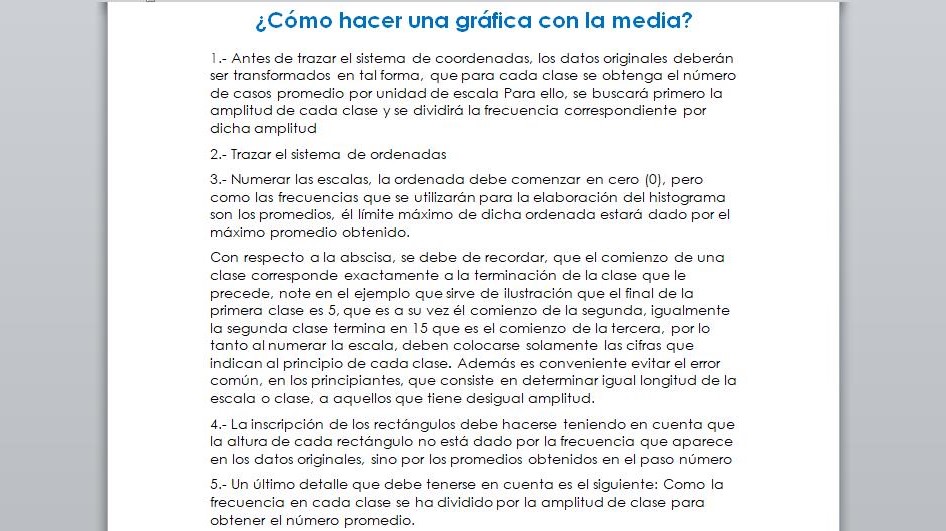 ¿Cómo hacer una gráfica con la media?
1.- Antes de trazar el sistema de coordenadas, los datos originales deberán
ser transformados en tal forma, que para cada clase se obtenga el número
de casos promedio por unidad de escala Para ello, se buscará primero la
amplitud de cada clase y se dividirá la frecuencia correspondiente por
dicha amplitud
2.- Trazar el sistema de ordenadas
3.- Numerar las escalas, la ordenada debe comenzar en cero (0), pero
como las frecuencias que se utilizarán para la elaboración del histograma
son los promedios, él límite máximo de dicha ordenada estará dado por el
máximo promedio obtenido.
Con respecto a la abscisa, se debe de recordar, que el comienzo de una
clase corresponde exactamente a la terminación de la clase que le
precede, note en el ejemplo que sirve de ilustración que el final de la
primera clase es 5, que es a su vez él comienzo de la segunda, igualmente
la segunda clase termina en 15 que es el comienzo de la tercera, por lo
tanto al numerar la escala, deben colocarse solamente las cifras que
indican al principio de cada clase. Además es conveniente evitar el error
común, en los principiantes, que consiste en determinar igual longitud de la
escala o clase, a aquellos que tiene desigual amplitud.
4.- La inscripción de los rectángulos debe hacerse teniendo en cuenta que
la altura de cada rectángulo no está dado por la frecuencia que aparece
en los datos originales, sino por los promedios obtenidos en el paso número
5.- Un último detalle que debe tenerse en cuenta es el siguiente: Como la
frecuencia en cada clase se ha dividido por la amplitud de clase para
obtener el número promedio.